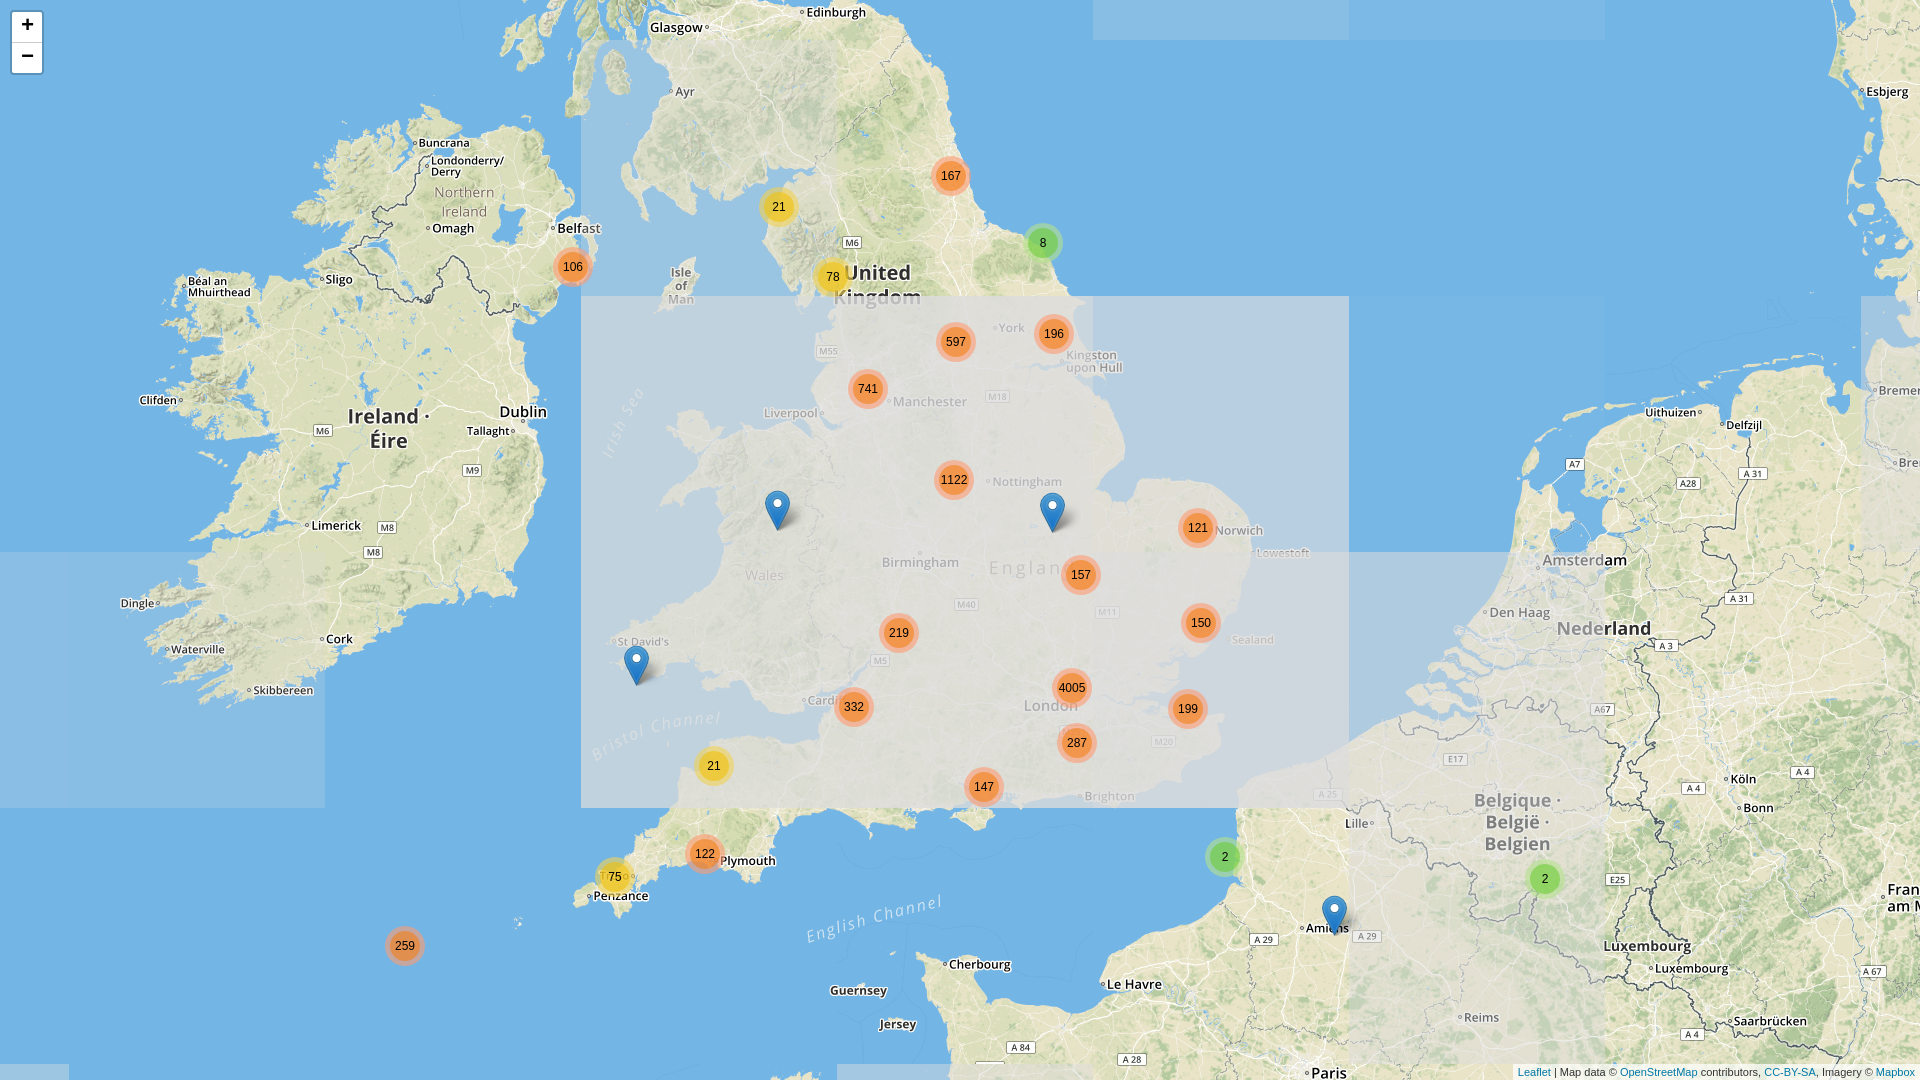 +
−
Glasgow
Edinburgh
Ayr
Esbjerg
Buncrana
Londonderry/
Derry
Northern
Ireland
Omagh
Belfast
167
21
8
M6
106
78
United
Kingdom
Isle
of
Man
Sligo
Béal an
Mhuirthead
York
196
597
M55
Kingston
upon Hull
741
Manchester
M18
Liverpool
Irish Sea
Clifden
Dublin
Tallaght
Ireland ·
Éire
M6
M9
Limerick
M8
M8
1122
Nottingham
121
Norwich
Lowestoft
Birmingham
Englan
157
Wales
M40
M11
150
Sealand
219
M5
St David's
Dingle
Cork
Waterville
Skibbereen
Cardi
332
4005
London
199
287
M20
Bristol Channel
21
147
Brighton
122
Plymouth
75
Penzance
259
English Channel
Guernsey
Jersey
Cherbourg
Le Havre
A 84
A 28
A 29
Amiens
A 29
Paris
Reims
2
2
Lille
A 25
E17
Belgique ·
België ·
Belgien
E25
Luxembourg
Luxembourg
Saarbrücken
A 4
A 67
Fran
am M
Köln
Bonn
A 4
A 4
A67
A 3
Nederland
Den Haag
Amsterdam
A 31
A7
A28
A 31
Uithuizen
Delfzijl
Bremer
Bre
Leaflet | Map data © OpenStreetMap contributors, CC-BY-SA, Imagery © Mapbox